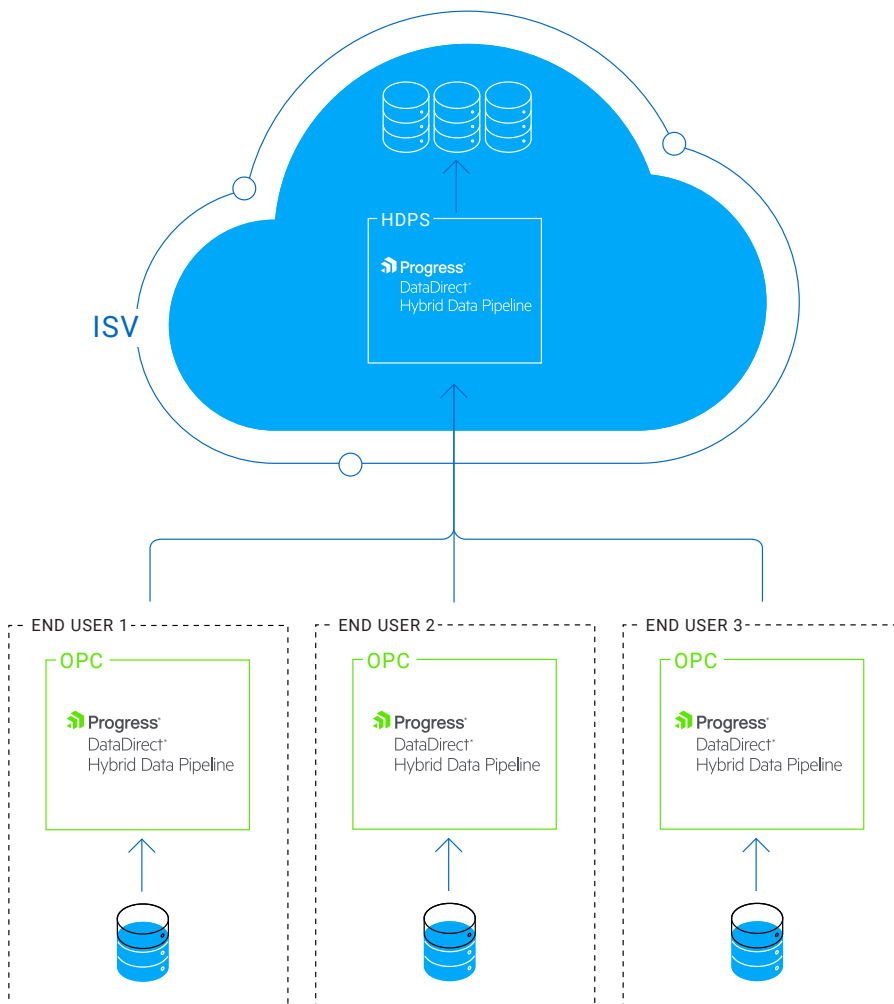 HDPS
Progress®
DataDirect®
Hybrid Data Pipeline
ISV
END USER 1
OPC
Progress®
DataDirect®
Hybrid Data Pipeline
END USER 2
OPC
Progress®
DataDirect®
Hybrid Data Pipeline
END USER 3
OPC
Progress®
DataDirect®
Hybrid Data Pipeline